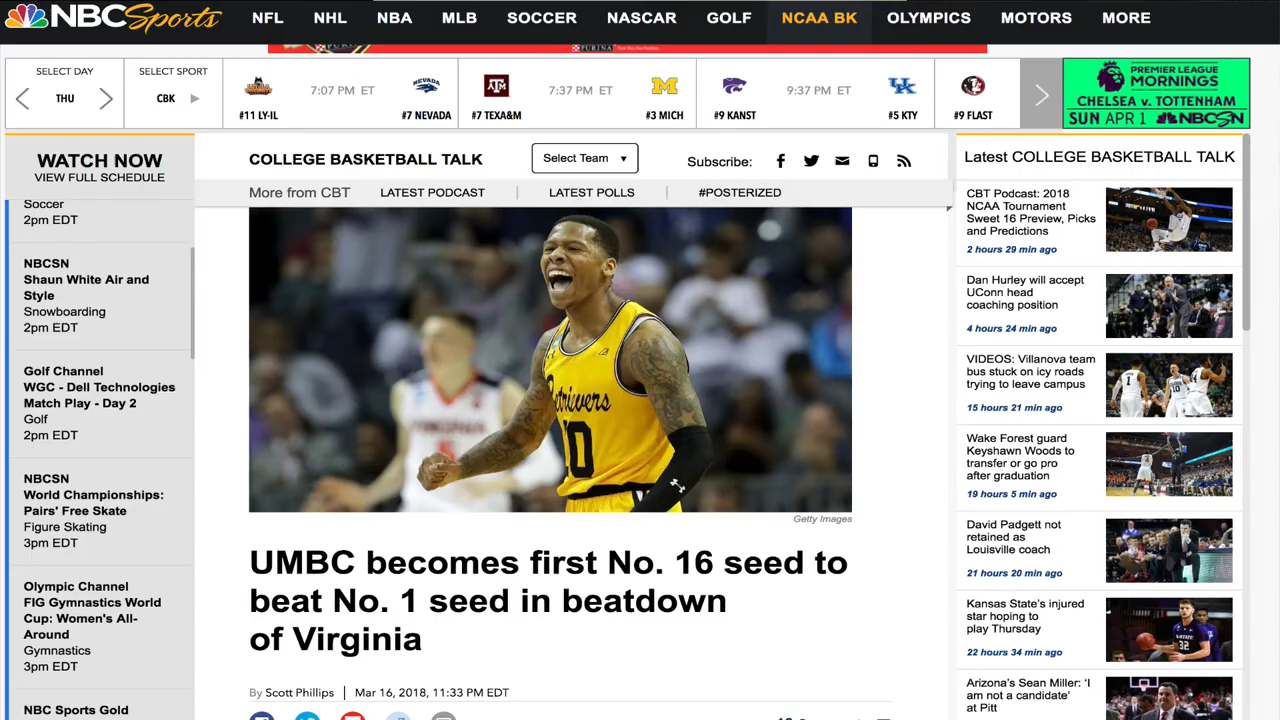 NBC Sports
NFL NHL NBA MLB SOCCER NASCAR GOLF NCAA BK OLYMPICS MOTORS MORE
PURINA PURINA
SELECT DAY
THU
SELECT SPORT
CBK
#11 LY-IL 7:07 PM ET #7 NEVADA
#7 TEXA&M 7:37 PM ET #3 MICH
#9 KANST 9:37 PM ET #5 KTY
#9 FLAST
PREMIER LEAGUE
MORNINGS
CHELSEA v. TOTTENHAM
SUN APR 1 NBCSN
WATCH NOW
VIEW FULL SCHEDULE
Soccer
2pm EDT
NBCSN
Shaun White Air and
Style
Snowboarding
2pm EDT
Golf Channel
WGC - Dell Technologies
Match Play - Day 2
Golf
2pm EDT
NBCSN
World Championships:
Pairs' Free Skate
Figure Skating
3pm EDT
Olympic Channel
FIG Gymnastics World
Cup: Women's All-
Around
Gymnastics
3pm EDT
NBC Sports Gold
COLLEGE BASKETBALL TALK
Select Team
Subscribe:
More from CBT LATEST PODCAST LATEST POLLS #POSTERIZED
Retrievers
10
Getty Images
UMBC becomes first No. 16 seed to
beat No. 1 seed in beatdown
of Virginia
By Scott Phillips | Mar 16, 2018, 11:33 PM EDT
Latest COLLEGE BASKETBALL TALK
CBT Podcast: 2018
NCAA Tournament
Sweet 16 Preview, Picks
and Predictions
2 hours 29 min ago
Dan Hurley will accept
UConn head
coaching position
4 hours 24 min ago
VIDEOS: Villanova team
bus stuck on icy roads
trying to leave campus
15 hours 21 min ago
Wake Forest guard
Keyshawn Woods to
transfer or go pro
after graduation
19 hours 5 min ago
David Padgett not
retained as
Louisville coach
21 hours 20 min ago
Kansas State's injured
star hoping to
play Thursday
22 hours 34 min ago
Arizona's Sean Miller: 'I
am not a candidate'
at Pitt